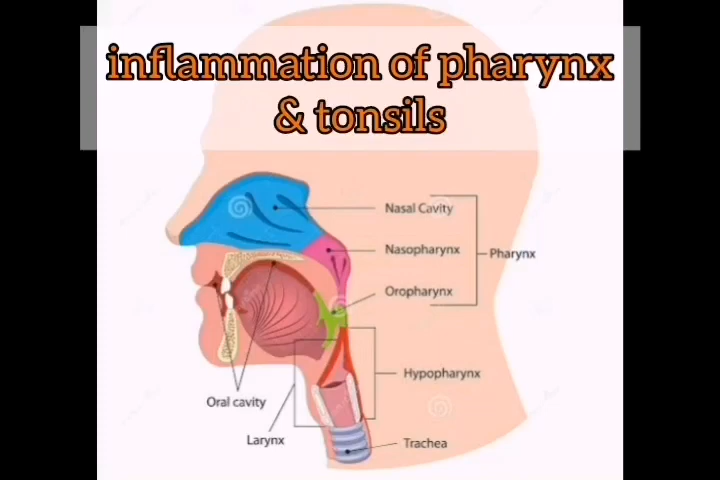 inflammation of pharynx
& tonsils
Nasal Cavity
Nasopharynx
Pharynx
Oropharynx
Hypopharynx
Oral cavity
Larynx
Trachea